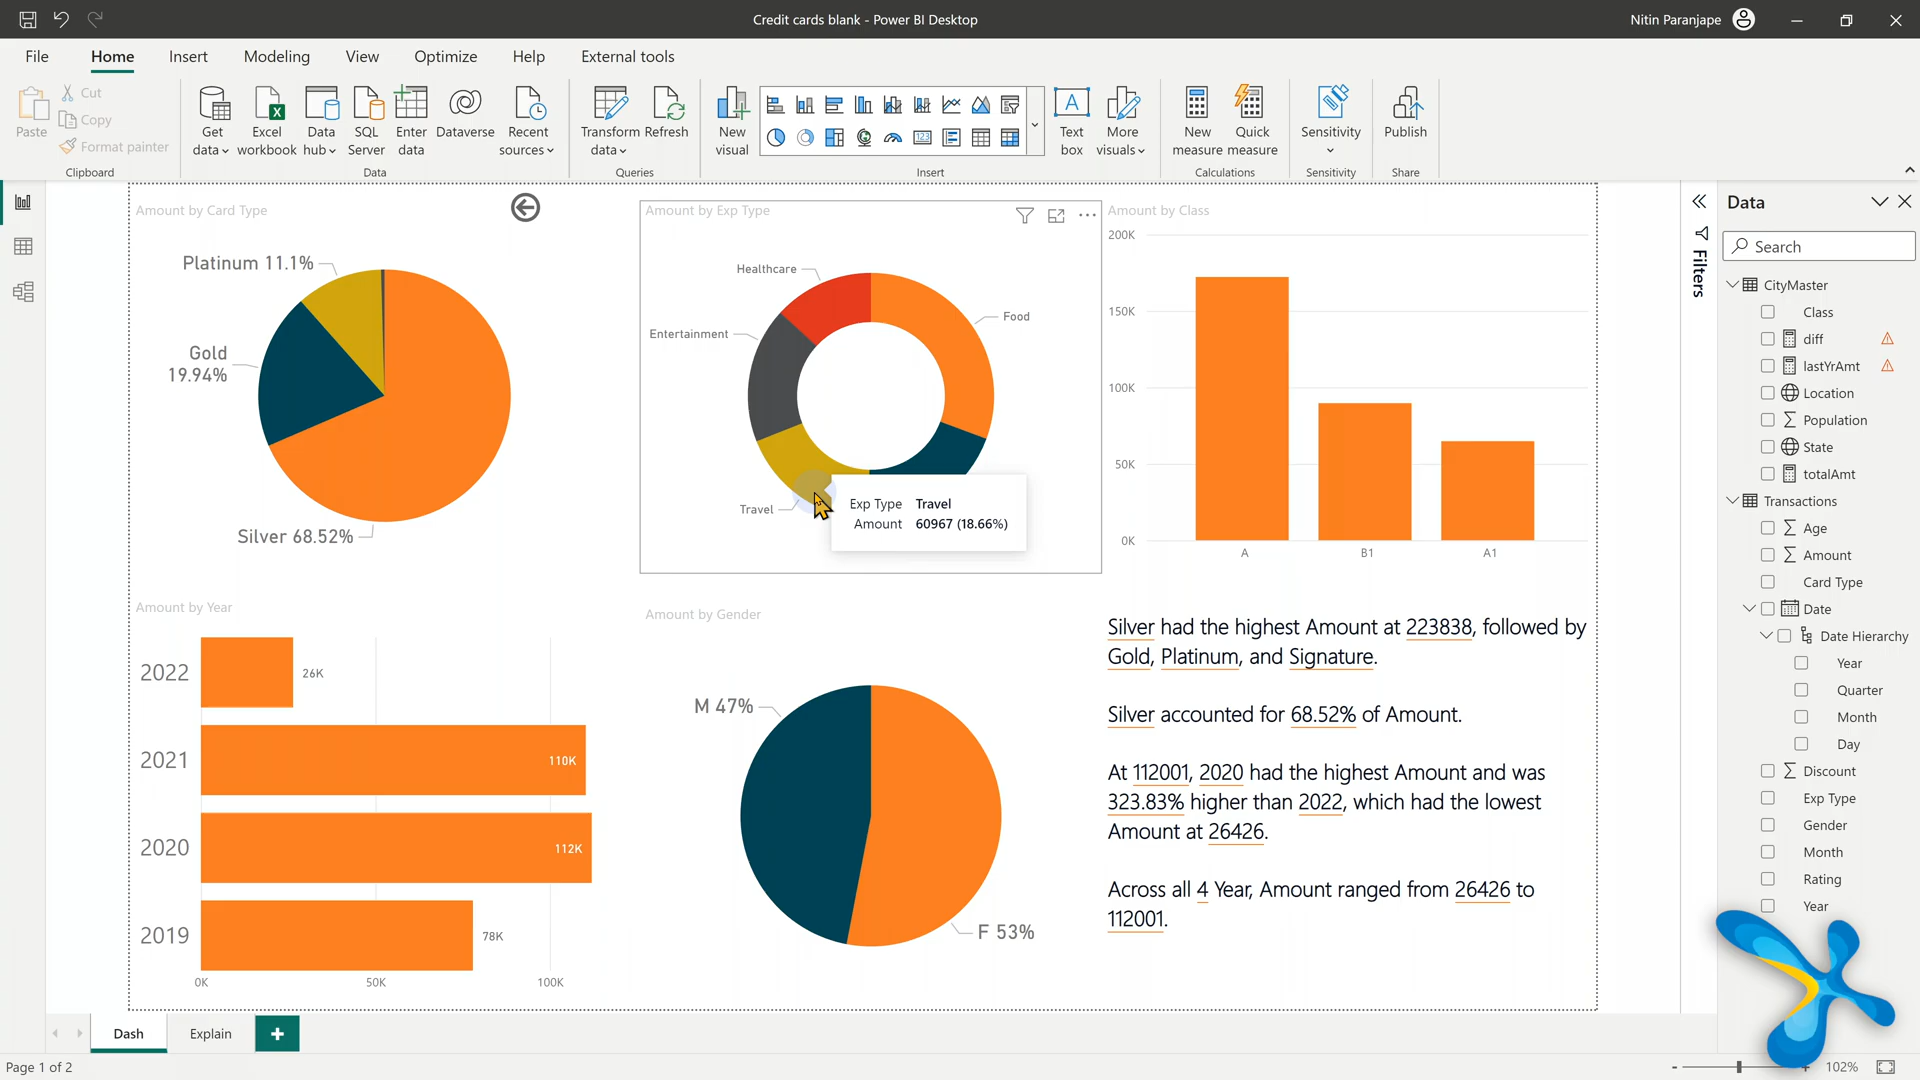 Credit cards blank - Power BI Desktop
Nitin Paranjape
File
Home
Insert
Modeling
View
Optimize
Help
External tools
Paste
Cut
Copy
Format painter
Clipboard
Get
data
Excel
workbook
Data
hub
SQL
Server
Enter
data
Dataverse
Recent
sources
Data
Transform
data
Refresh
Queries
New
visual
123
Insert
A
Text
box
More
visuals
New
measure
Quick
measure
Calculations
Sensitivity
Sensitivity
Publish
Share
Amount by Card Type
Platinum 11.1%
Gold
19.94%
Silver 68.52%
Amount by Exp Type
Healthcare
Entertainment
Food
Travel
Exp Type Travel
Amount 60967 (18.66%)
Amount by Class
200K
150K
100K
50K
0K
A
B1
A1
Amount by Year
2022
26K
2021
110K
2020
112K
2019
78K
0K
50K
100K
Amount by Gender
M 47%
F 53%
Silver had the highest Amount at 223838, followed by
Gold, Platinum, and Signature.
Silver accounted for 68.52% of Amount.
At 112001, 2020 had the highest Amount and was
323.83% higher than 2022, which had the lowest
Amount at 26426.
Across all 4 Year, Amount ranged from 26426 to
112001.
Filters
Data
Search
CityMaster
Class
diff
lastYrAmt
Location
Population
State
totalAmt
Transactions
Age
Amount
Card Type
Date
Date Hierarchy
Year
Quarter
Month
Day
Discount
Exp Type
Gender
Month
Rating
Year
Dash
Explain
Page 1 of 2
102%